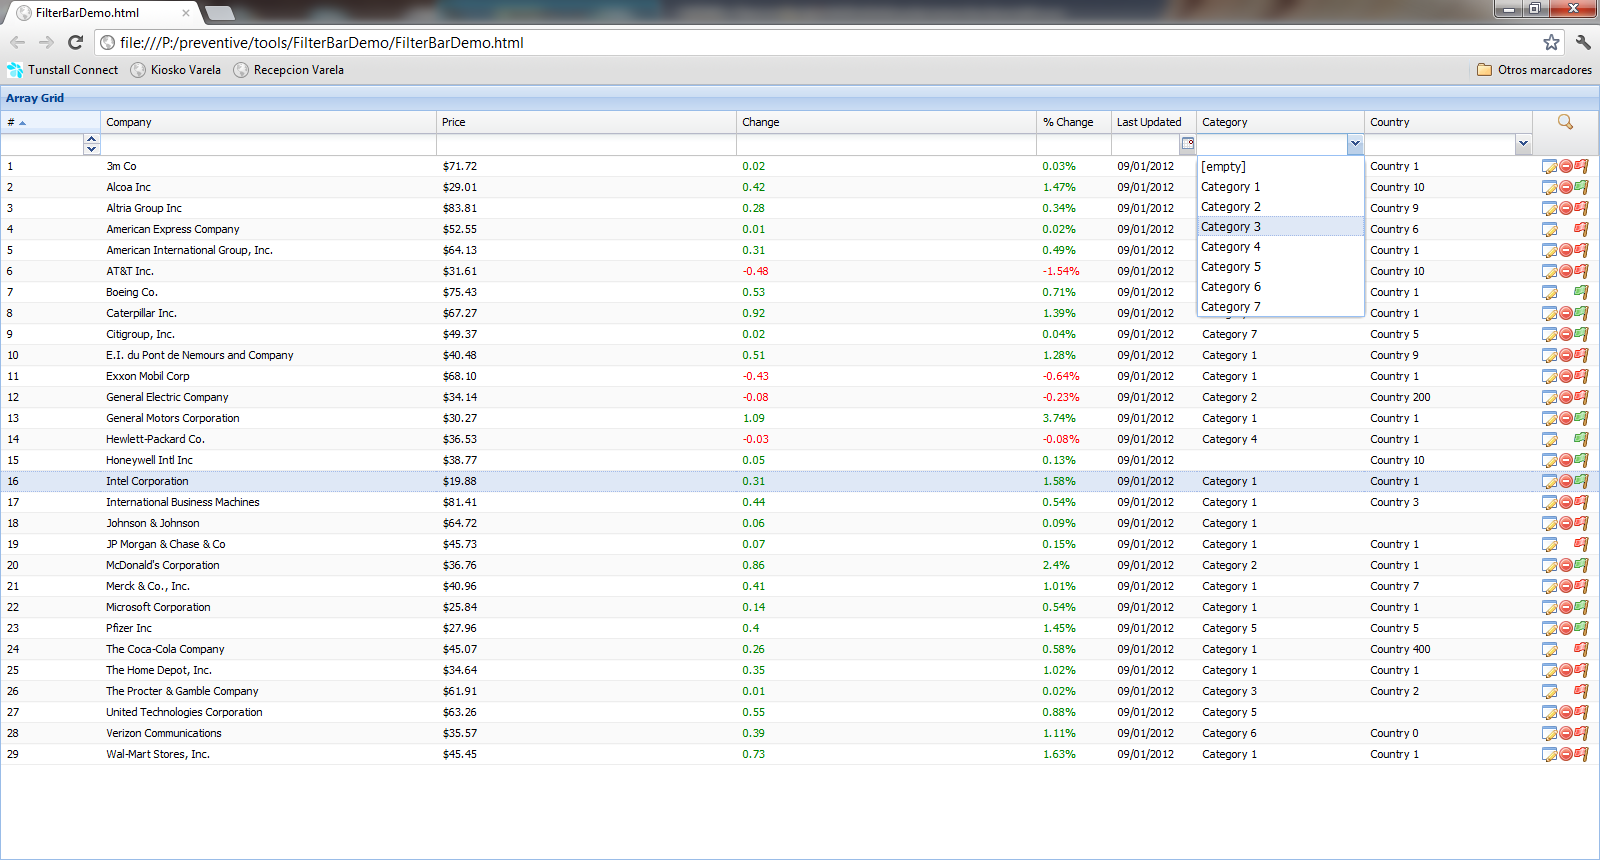 FilterBarDemo.html
file:///P:/preventive/tools/FilterBarDemo/FilterBarDemo.html
Tunstall Connect Kiosko Varela Recepcion Varela Otros marcadores
Array Grid
# Company Price Change % Change Last Updated Category Country
1 3m Co $71.72 0.02 0.03% 09/01/2012 [empty] Country 1
2 Alcoa Inc $29.01 0.42 1.47% 09/01/2012 Category 1 Country 10
3 Altria Group Inc $83.81 0.28 0.34% 09/01/2012 Category 2 Country 9
4 American Express Company $52.55 0.01 0.02% 09/01/2012 Category 3 Country 6
5 American International Group, Inc. $64.13 0.31 0.49% 09/01/2012 Category 4 Country 1
6 AT&T Inc. $31.61 -0.48 -1.54% 09/01/2012 Category 5 Country 10
7 Boeing Co. $75.43 0.53 0.71% 09/01/2012 Category 6 Country 1
8 Caterpillar Inc. $67.27 0.92 1.39% 09/01/2012 Category 7 Country 1
9 Citigroup, Inc. $49.37 0.02 0.04% 09/01/2012 Category 7 Country 5
10 E.I. du Pont de Nemours and Company $40.48 0.51 1.28% 09/01/2012 Category 1 Country 9
11 Exxon Mobil Corp $68.10 -0.43 -0.64% 09/01/2012 Category 1 Country 1
12 General Electric Company $34.14 -0.08 -0.23% 09/01/2012 Category 2 Country 200
13 General Motors Corporation $30.27 1.09 3.74% 09/01/2012 Category 1 Country 1
14 Hewlett-Packard Co. $36.53 -0.03 -0.08% 09/01/2012 Category 4 Country 1
15 Honeywell Intl Inc $38.77 0.05 0.13% 09/01/2012 Country 10
16 Intel Corporation $19.88 0.31 1.58% 09/01/2012 Category 1 Country 1
17 International Business Machines $81.41 0.44 0.54% 09/01/2012 Category 1 Country 3
18 Johnson & Johnson $64.72 0.06 0.09% 09/01/2012 Category 1
19 JP Morgan & Chase & Co $45.73 0.07 0.15% 09/01/2012 Category 1 Country 1
20 McDonald's Corporation $36.76 0.86 2.4% 09/01/2012 Category 2 Country 1
21 Merck & Co., Inc. $40.96 0.41 1.01% 09/01/2012 Category 1 Country 7
22 Microsoft Corporation $25.84 0.14 0.54% 09/01/2012 Category 1 Country 1
23 Pfizer Inc $27.96 0.4 1.45% 09/01/2012 Category 5 Country 5
24 The Coca-Cola Company $45.07 0.26 0.58% 09/01/2012 Category 1 Country 400
25 The Home Depot, Inc. $34.64 0.35 1.02% 09/01/2012 Category 1 Country 1
26 The Procter & Gamble Company $61.91 0.01 0.02% 09/01/2012 Category 3 Country 2
27 United Technologies Corporation $63.26 0.55 0.88% 09/01/2012 Category 5
28 Verizon Communications $35.57 0.39 1.11% 09/01/2012 Category 6 Country 0
29 Wal-Mart Stores, Inc. $45.45 0.73 1.63% 09/01/2012 Category 1 Country 1